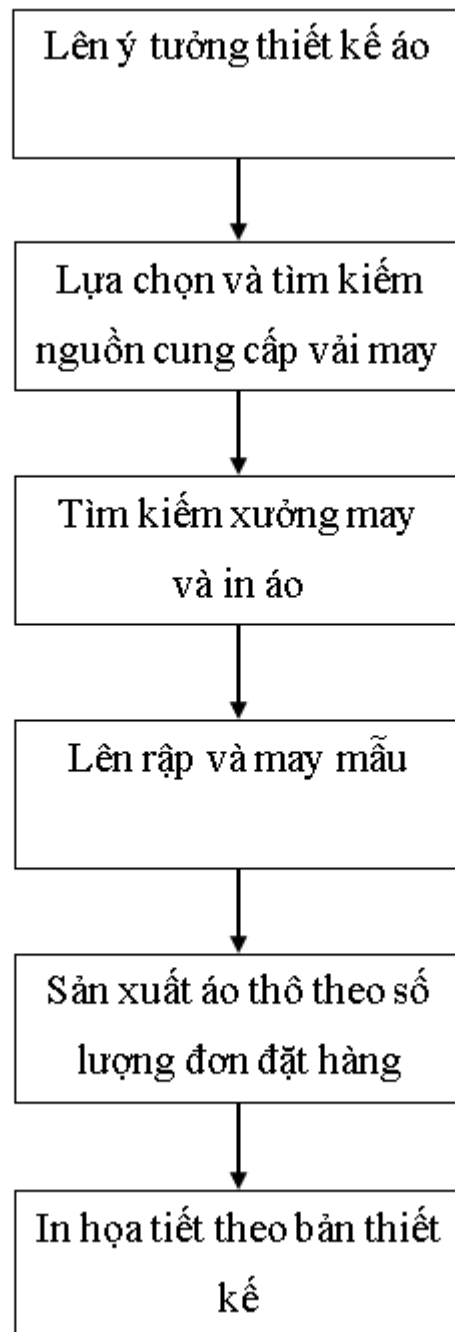 Lên ý tưởng thiết kế áo
Lựa chọn và tìm kiếm
nguồn cung cấp vải may
Tìm kiếm xưởng may
và in áo
Lên rập và may mẫu
Sản xuất áo thô theo số
lượng đơn đặt hàng
In họa tiết theo bản thiết
kế